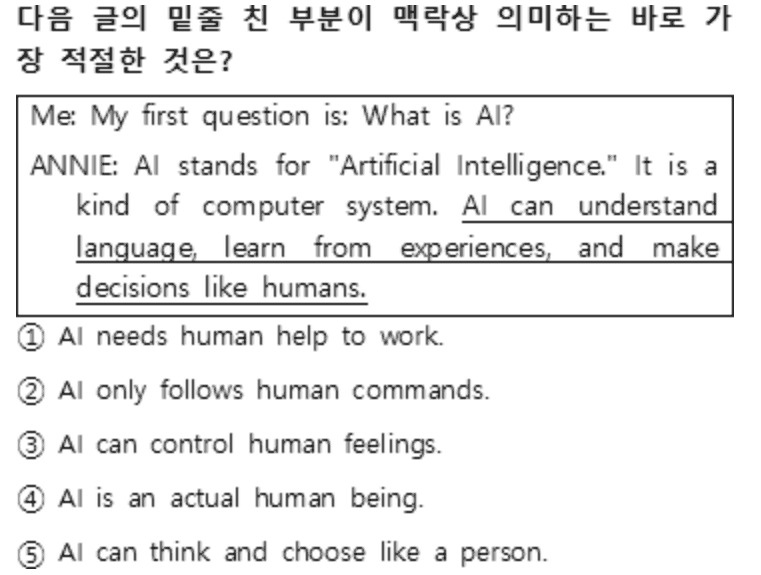 다음 글의 밑줄 친 부분이 맥락상 의미하는 바로 가
장 적절한 것은?
Me: My first question is: What is AI?
ANNIE: AI stands for "Artificial Intelligence." It is a
kind of computer system. AI can understand
language, learn from experiences, and make
decisions like humans.
① AI needs human help to work.
② AI only follows human commands.
③ AI can control human feelings.
④ AI is an actual human being.
⑤ AI can think and choose like a person.